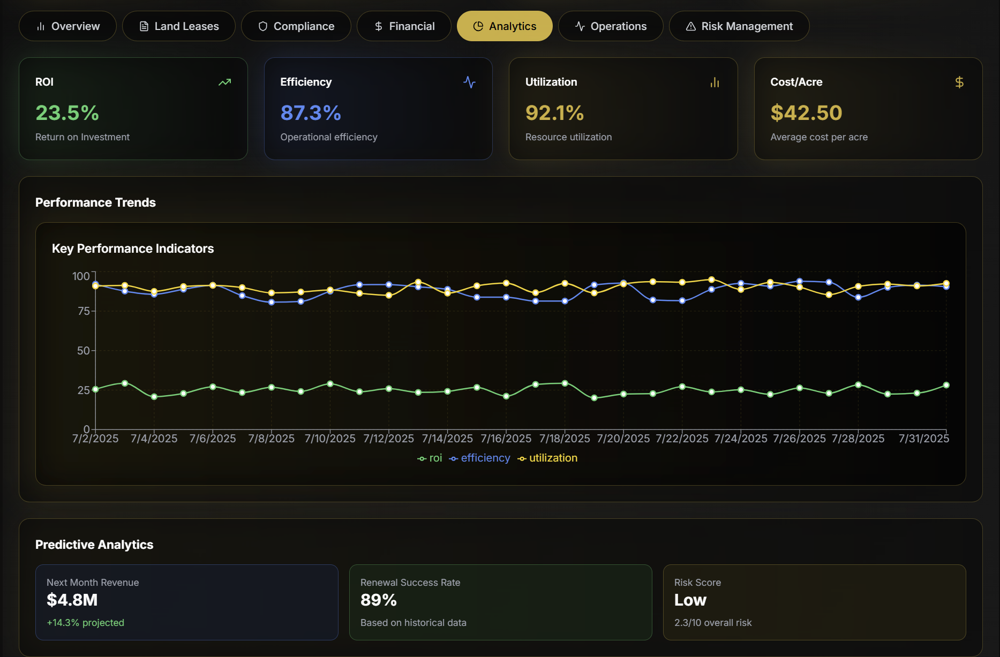 Overview
Land Leases
Compliance
Financial
Analytics
Operations
Risk Management
ROI
23.5%
Return on Investment
Efficiency
87.3%
Operational efficiency
Utilization
92.1%
Resource utilization
Cost/Acre
$42.50
Average cost per acre
Performance Trends
Key Performance Indicators
100
75
50
25
0
7/2/2025 7/4/2025 7/6/2025 7/8/2025 7/10/2025 7/12/2025 7/14/2025 7/16/2025 7/18/2025 7/20/2025 7/22/2025 7/24/2025 7/26/2025 7/28/2025 7/31/2025
roi efficiency utilization
Predictive Analytics
Next Month Revenue
$4.8M
+14.3% projected
Renewal Success Rate
89%
Based on historical data
Risk Score
Low
2.3/10 overall risk